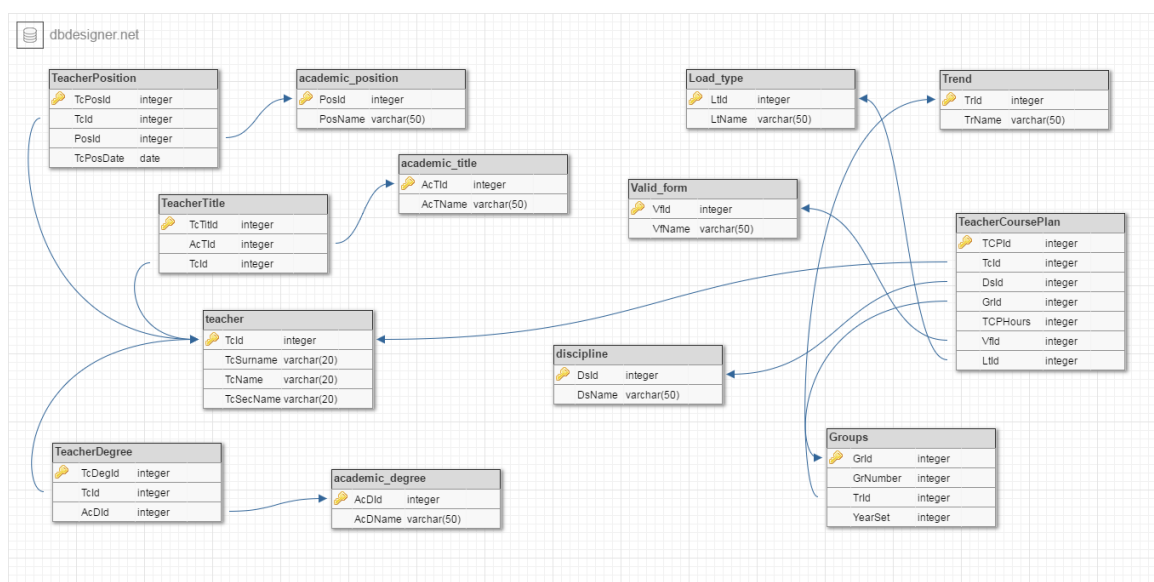 dbdesigner.net
TeacherPosition
TcPosId integer
TcId integer
PosId integer
TcPosDate date
academic_position
PosId integer
PosName varchar(50)
Load_type
LtId integer
LtName varchar(50)
Trend
TrId integer
TrName varchar(50)
academic_title
AcTId integer
AcTName varchar(50)
Valid_form
VfId integer
VfName varchar(50)
TeacherTitle
TcTitId integer
AcTId integer
TcId integer
TeacherCoursePlan
TCPId integer
TcId integer
DsId integer
GrId integer
TCPHours integer
VfId integer
LtId integer
teacher
TcId integer
TcSurname varchar(20)
TcName varchar(20)
TcSecName varchar(20)
discipline
DsId integer
DsName varchar(50)
TeacherDegree
TcDegId integer
TcId integer
AcDId integer
academic_degree
AcDId integer
AcDName varchar(50)
Groups
GrId integer
GrNumber integer
TrId integer
YearSet integer